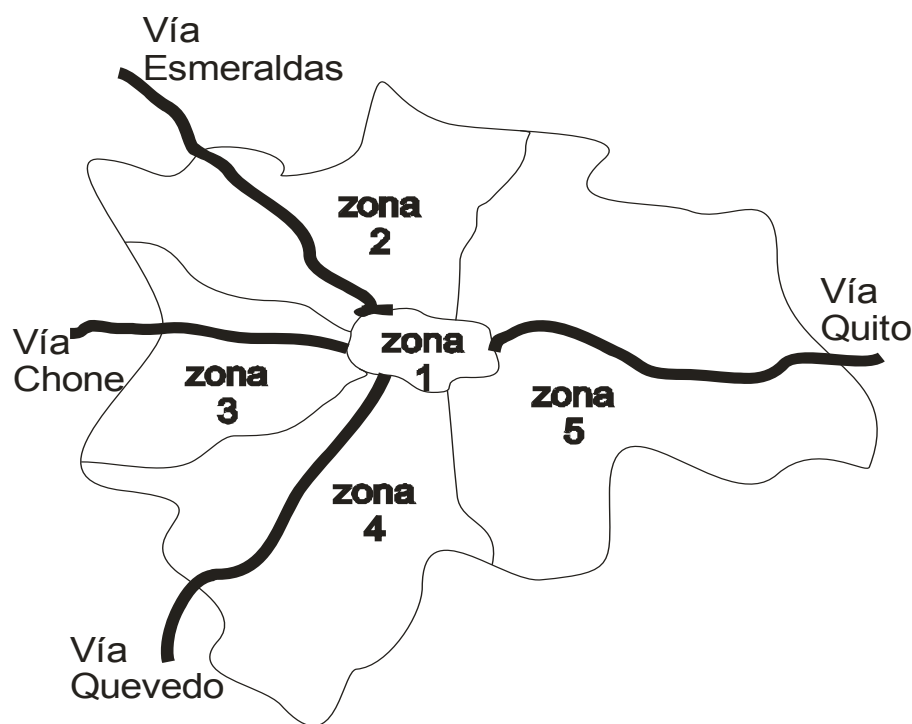 Vía
Esmeraldas
zona
2
Vía
Quito
Vía
Chone
zona
1
zona
3
zona
5
zona
4
Vía
Quevedo